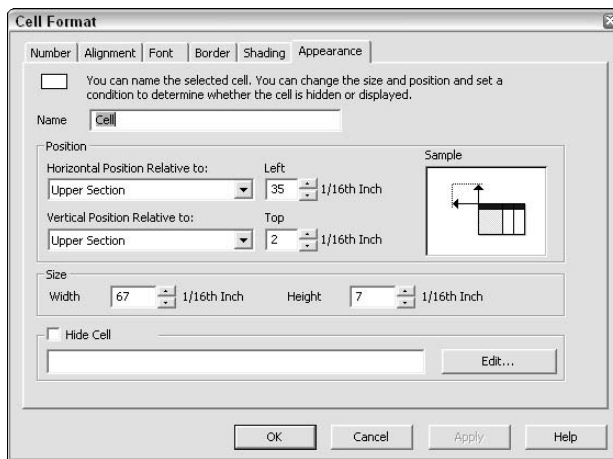 Cell Format
Number Alignment Font Border Shading Appearance
You can name the selected cell. You can change the size and position and set a
condition to determine whether the cell is hidden or displayed.
Name Cell
Position
Horizontal Position Relative to: Left Sample
Upper Section 35 1/16th Inch
Vertical Position Relative to: Top
Upper Section 2 1/16th Inch
Size
Width 67 1/16th Inch Height 7 1/16th Inch
Hide Cell
Edit...
OK Cancel Apply Help